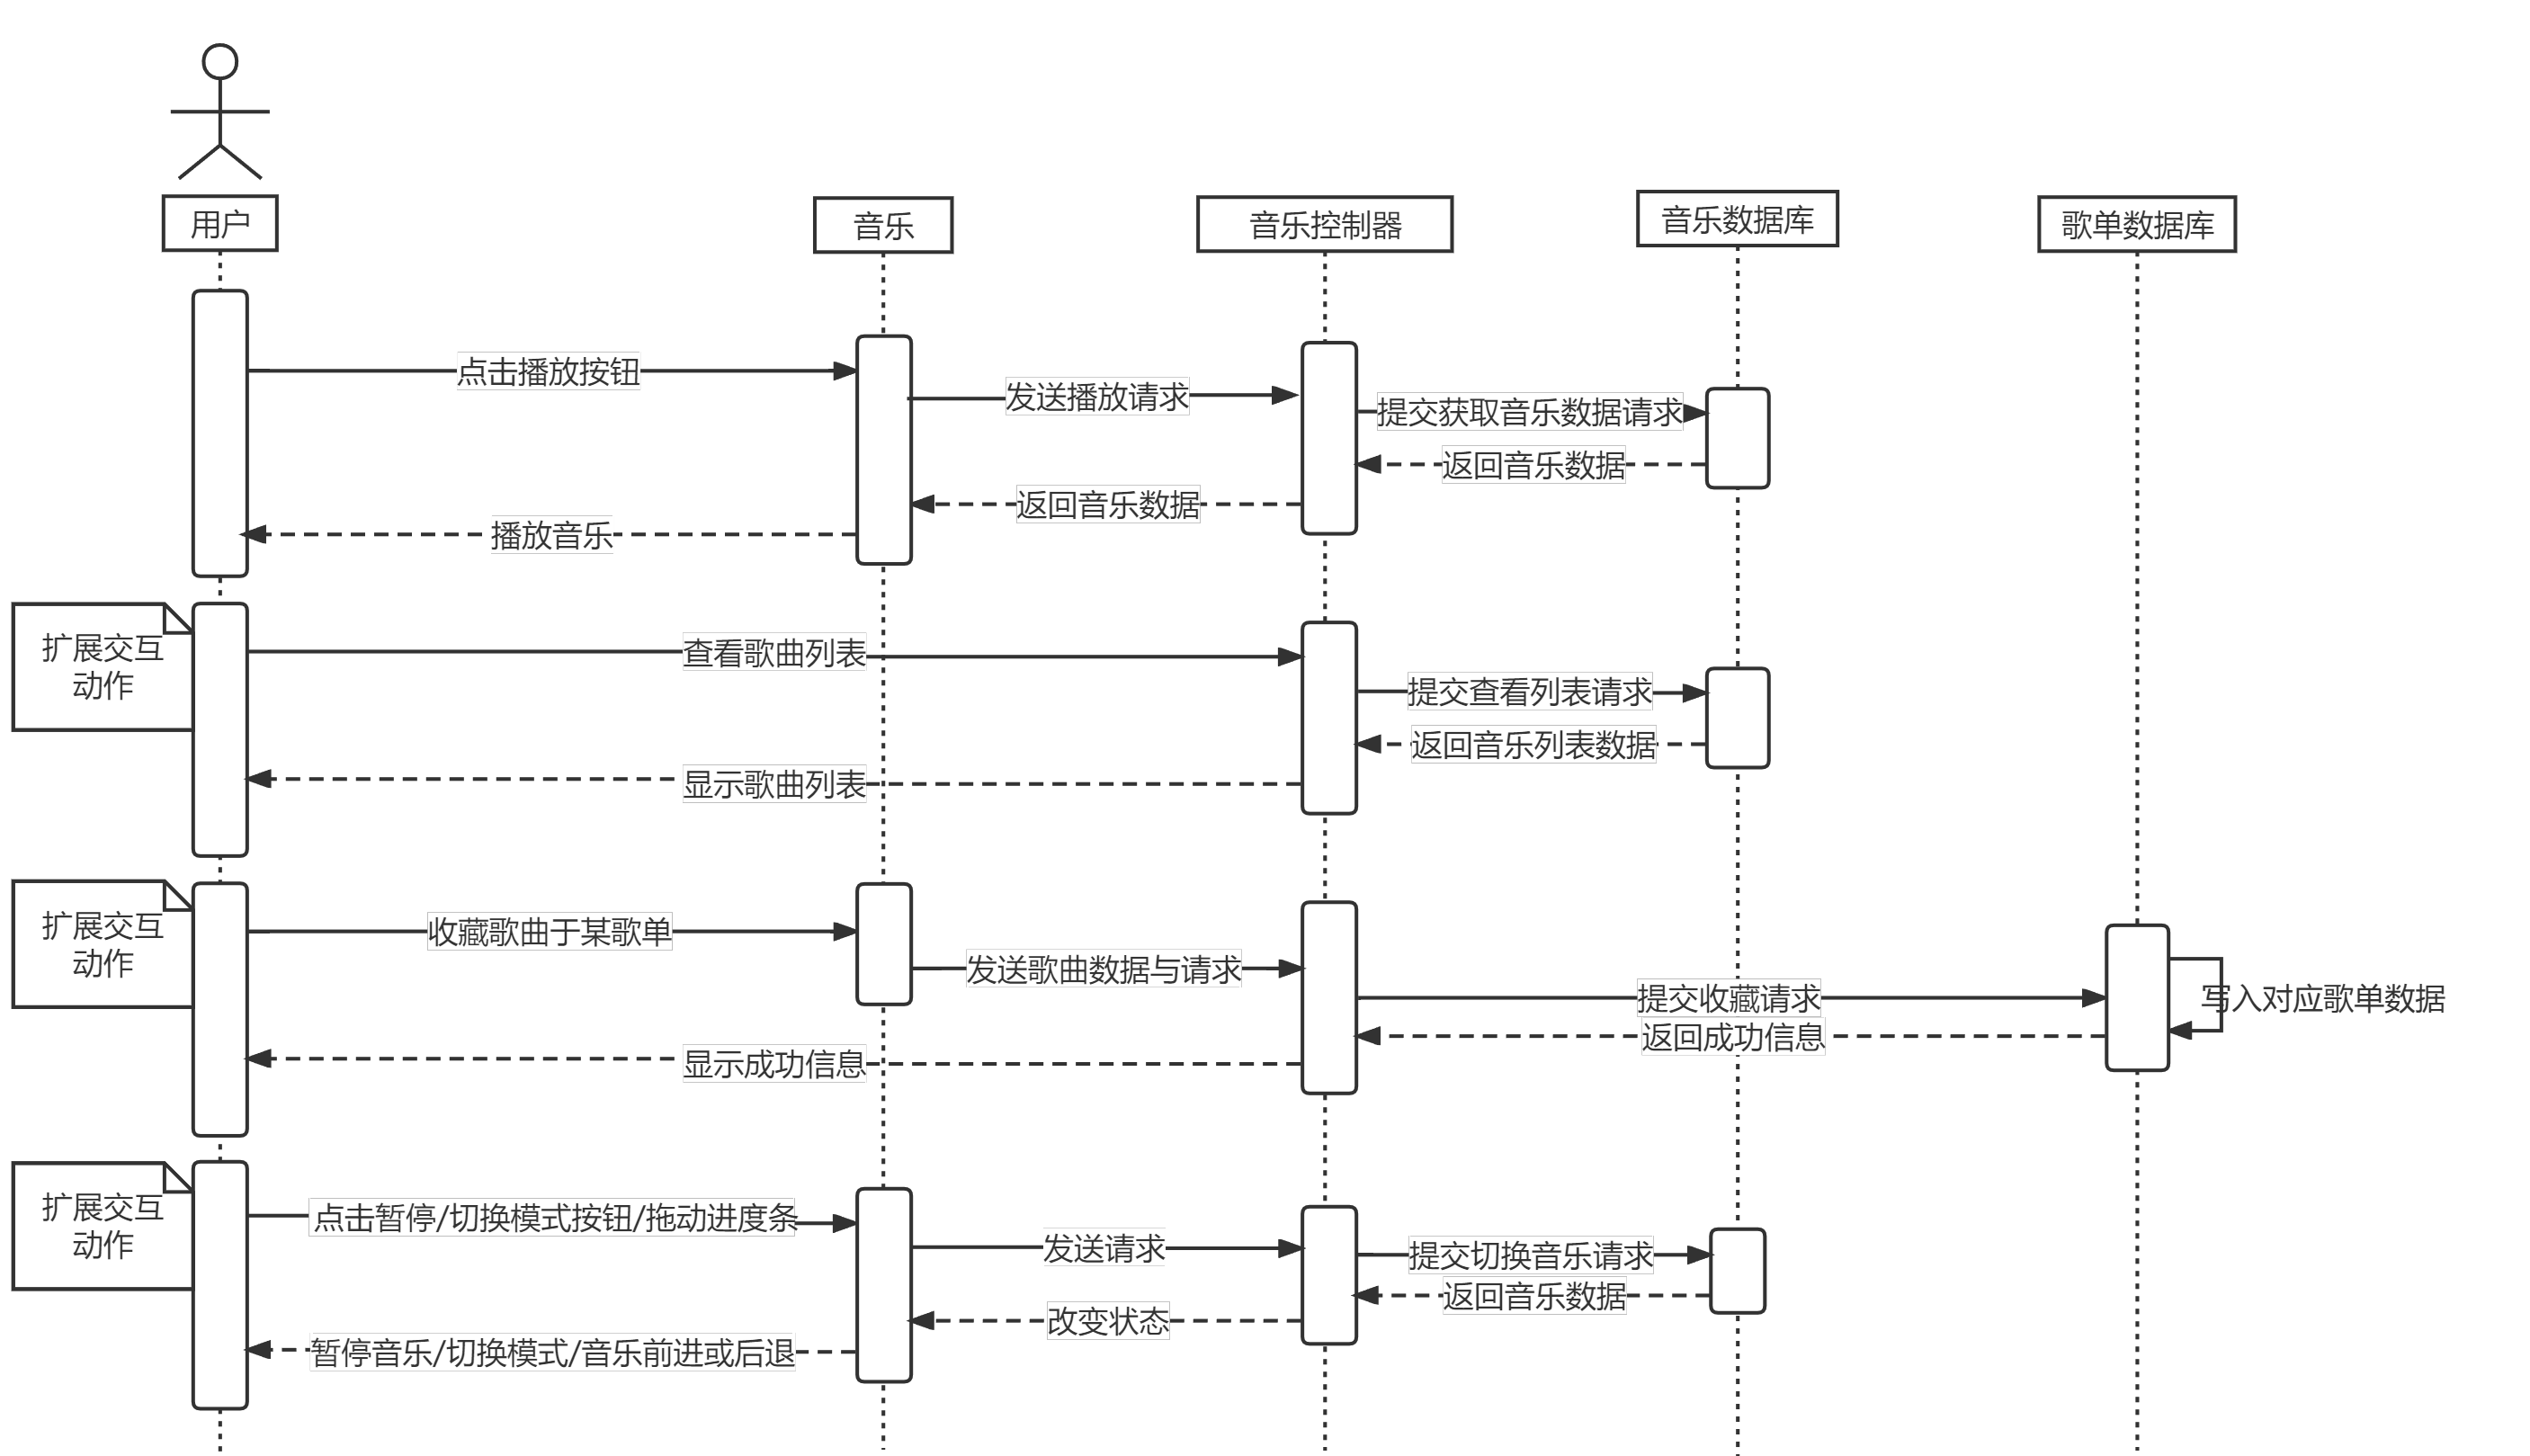 用户
音乐
音乐控制器
音乐数据库
歌单数据库
点击播放按钮
发送播放请求
提交获取音乐数据请求
返回音乐数据
返回音乐数据
播放音乐
扩展交互
动作
查看歌曲列表
提交查看列表请求
返回音乐列表数据
显示歌曲列表
扩展交互
动作
收藏歌曲于某歌单
发送歌曲数据与请求
提交收藏请求
写入对应歌单数据
返回成功信息
显示成功信息
扩展交互
动作
点击暂停/切换模式按钮/拖动进度条
发送请求
提交切换音乐请求
返回音乐数据
改变状态
暂停音乐/切换模式/音乐前进或后退